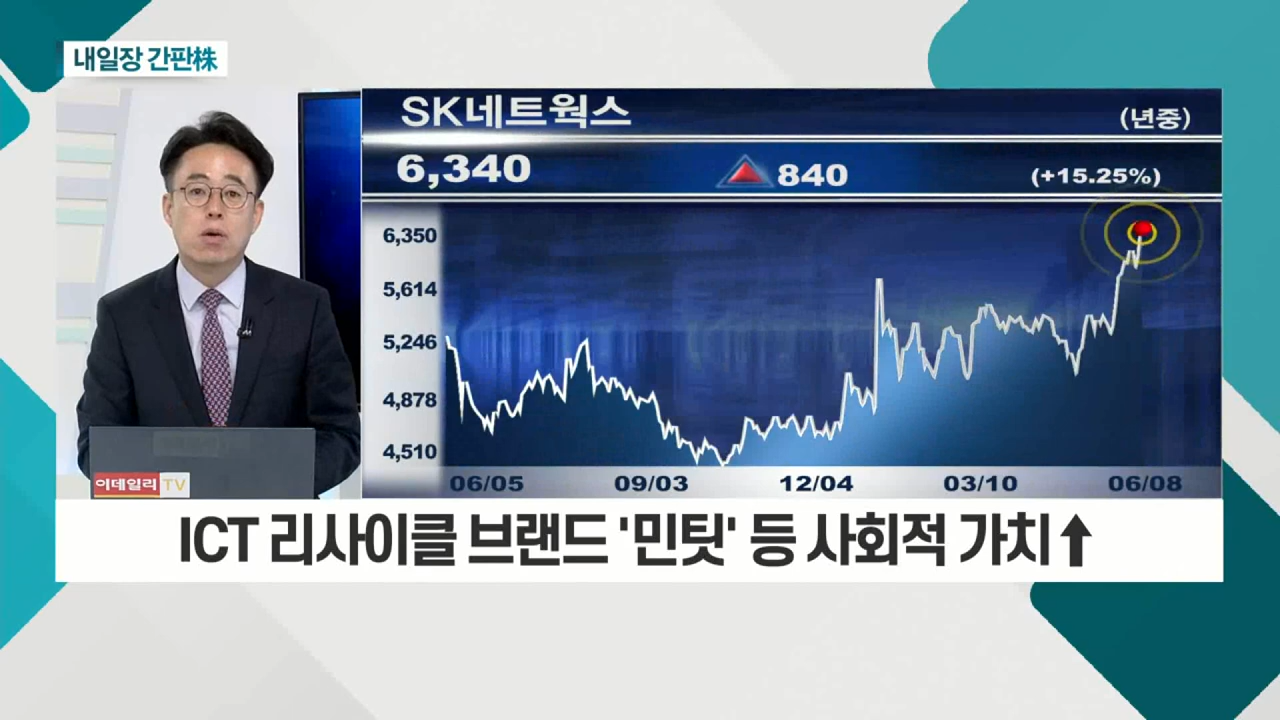 내일장 간판株
SK네트웍스
(년중)
6,340
840
(+15.25%)
6,350
5,614
5,246
4,878
4,510
06/05 09/03 12/04 03/10 06/08
이데일리 TV
ICT 리사이클 브랜드 '민팃' 등 사회적 가치↑